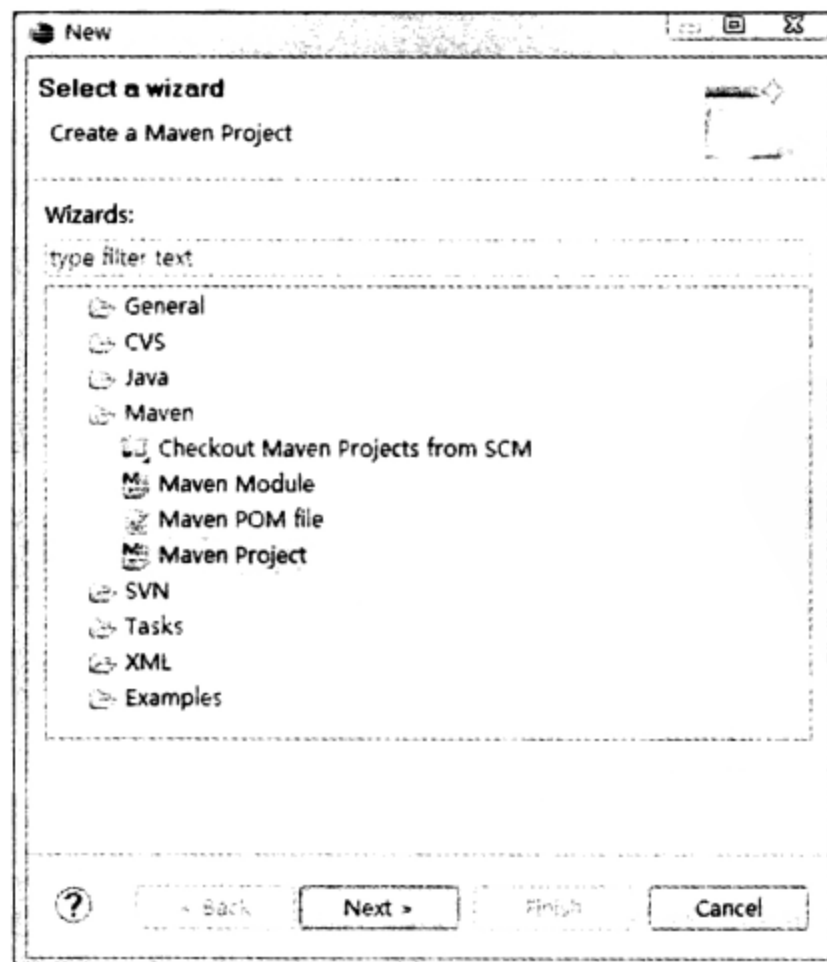 New
Select a wizard
Create a Maven Project
Wizards:
type filter text
General
CVS
Java
Maven
Checkout Maven Projects from SCM
Maven Module
Maven POM file
Maven Project
SVN
Tasks
XML
Examples
? < Back Next > Finish Cancel